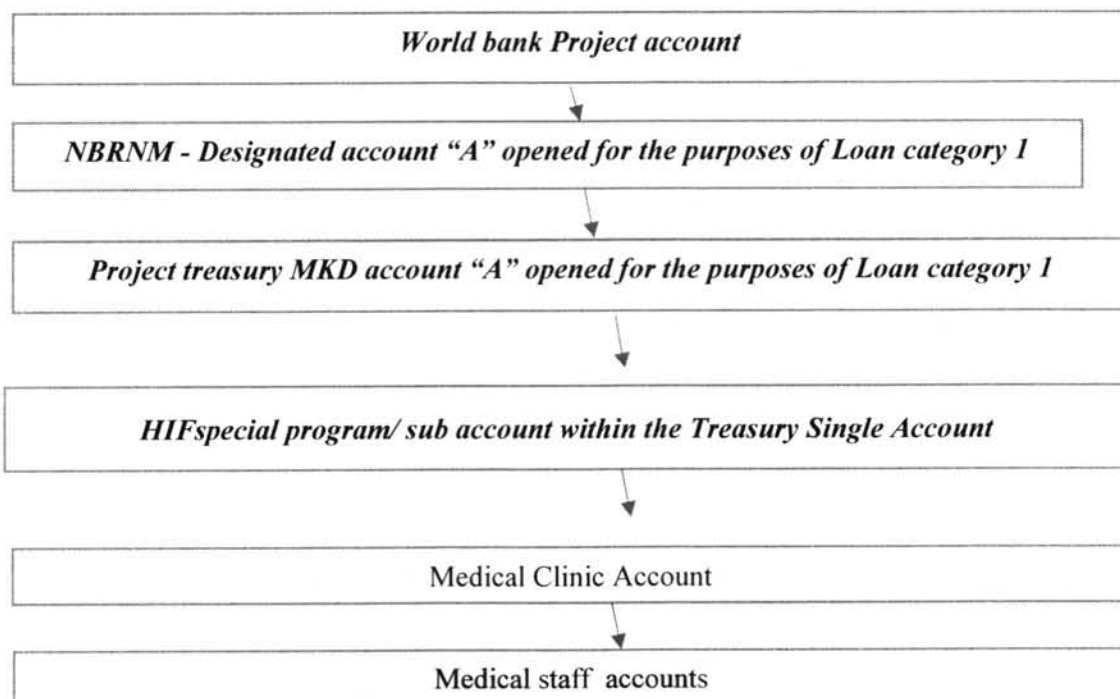 World bank Project account
NBRNM - Designated account “A” opened for the purposes of Loan category 1
Project treasury MKD account “A” opened for the purposes of Loan category 1
HIFspecial program/ sub account within the Treasury Single Account
Medical Clinic Account
Medical staff accounts